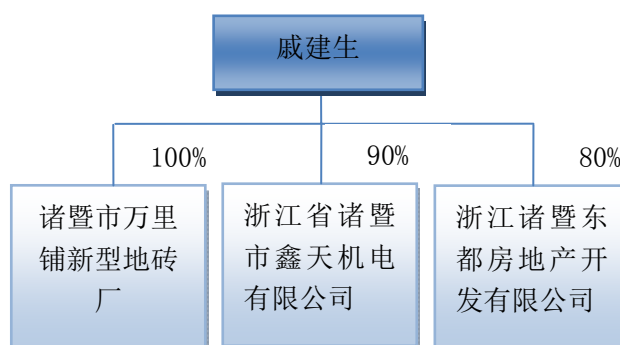 戚建生
100%
90%
80%
诸暨市万里
铺新型地砖
厂
浙江省诸暨
市鑫天机电
有限公司
浙江诸暨东
都房地产开
发有限公司